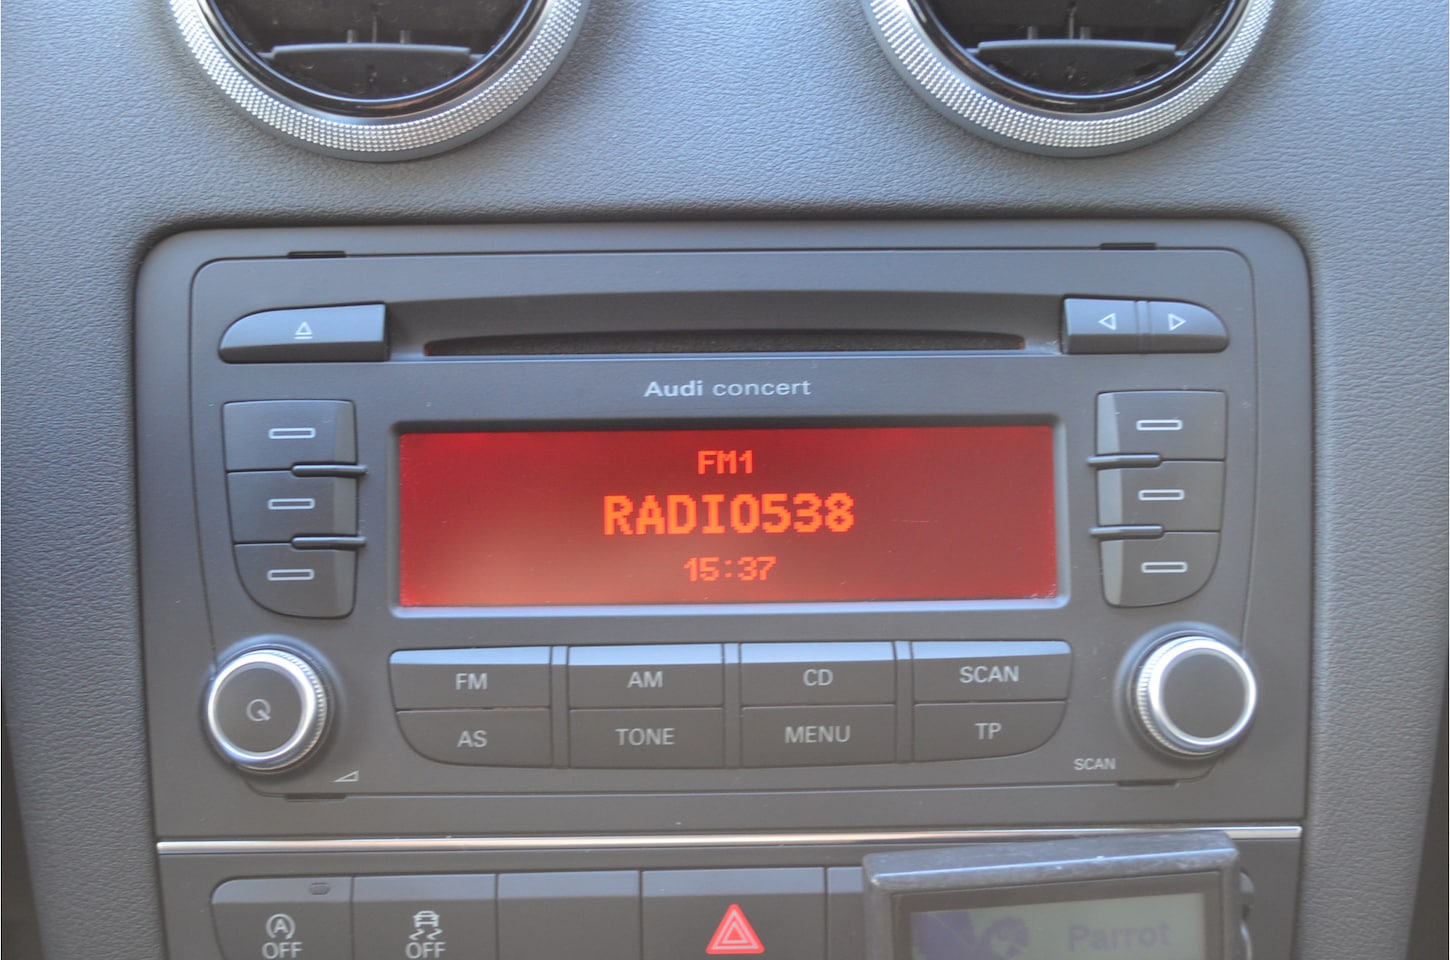 Audi concert
FM1
RADIO538
15:37
FM AM CD SCAN
AS TONE MENU TP
SCAN
A
OFF OFF
Parrot